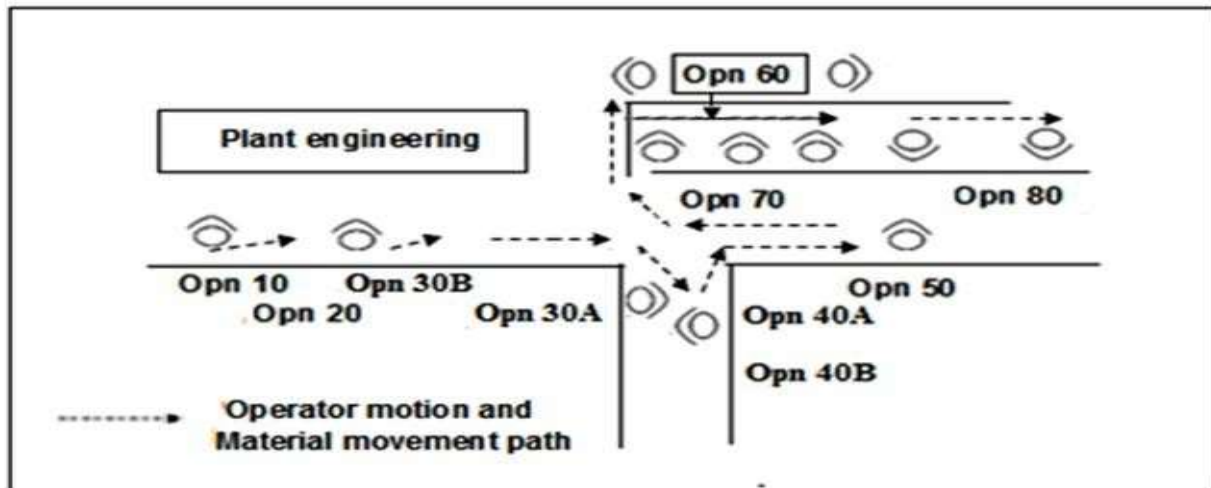 Opn 60
Plant engineering
Opn 70
Opn 80
Opn 10
Opn 30B
Opn 50
Opn 20
Opn 30A
Opn 40A
Opn 40B
Operator motion and
Material movement path